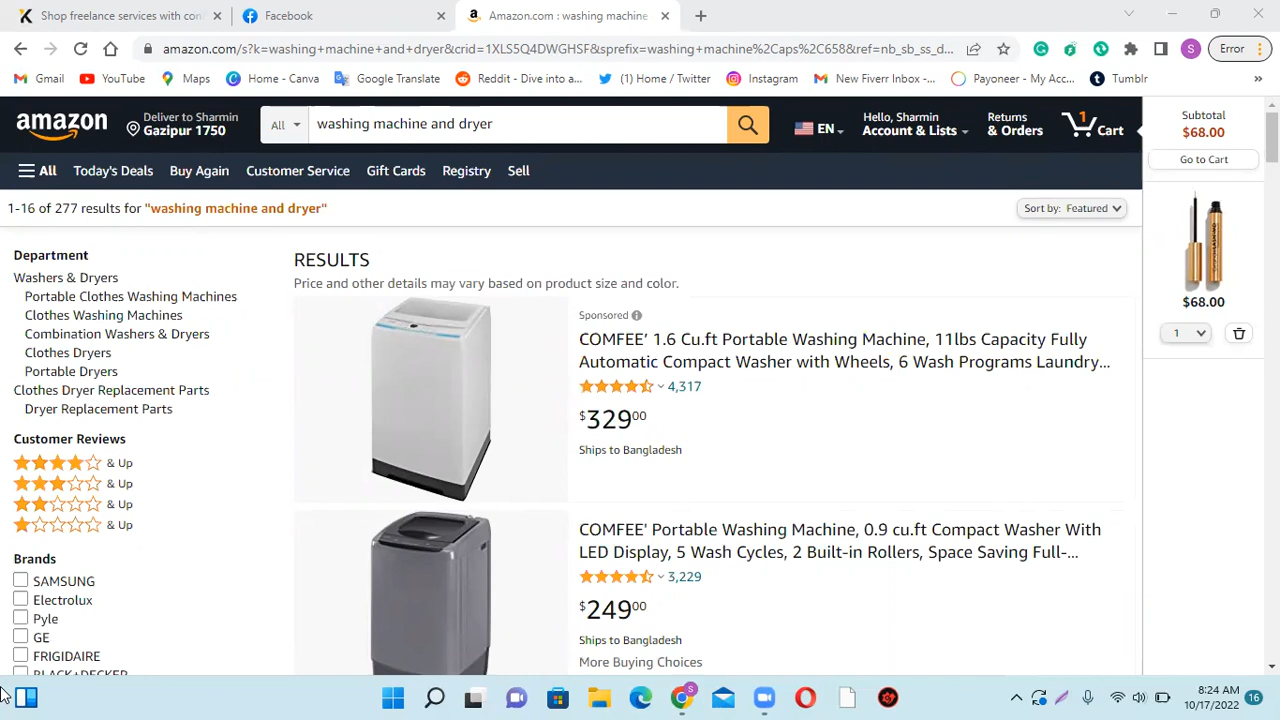 Shop freelance services with con
Facebook
Amazon.com : washing machine
amazon.com/s?k=washing+machine+and+dryer&crid=1XLS5Q4DWGHSF&sprefix=washing+machine%2Caps%2C658&ref=nb_sb_ss_d...
S
Error
Gmail
YouTube
Maps
Home - Canva
Google Translate
Reddit - Dive into a...
(1) Home / Twitter
Instagram
New Fiverr Inbox -...
Payoneer - My Acc...
Tumblr
»
amazon
Deliver to Sharmin
Gazipur 1750
All
washing machine and dryer
EN
Hello, Sharmin
Account & Lists
Returns
& Orders
1
Cart
Subtotal
$68.00
Go to Cart
All
Today's Deals
Buy Again
Customer Service
Gift Cards
Registry
Sell
1-16 of 277 results for "washing machine and dryer"
Sort by: Featured
$68.00
1
Department
Washers & Dryers
Portable Clothes Washing Machines
Clothes Washing Machines
Combination Washers & Dryers
Clothes Dryers
Portable Dryers
Clothes Dryer Replacement Parts
Dryer Replacement Parts
Customer Reviews
& Up
& Up
& Up
& Up
Brands
SAMSUNG
Electrolux
Pyle
GE
FRIGIDAIRE
BLACK+DECKER
RESULTS
Price and other details may vary based on product size and color.
Sponsored
COMFEE’ 1.6 Cu.ft Portable Washing Machine, 11lbs Capacity Fully
Automatic Compact Washer with Wheels, 6 Wash Programs Laundry...
4,317
$32900
Ships to Bangladesh
COMFEE' Portable Washing Machine, 0.9 cu.ft Compact Washer With
LED Display, 5 Wash Cycles, 2 Built-in Rollers, Space Saving Full-...
3,229
$24900
Ships to Bangladesh
More Buying Choices
8:24 AM
10/17/2022
16